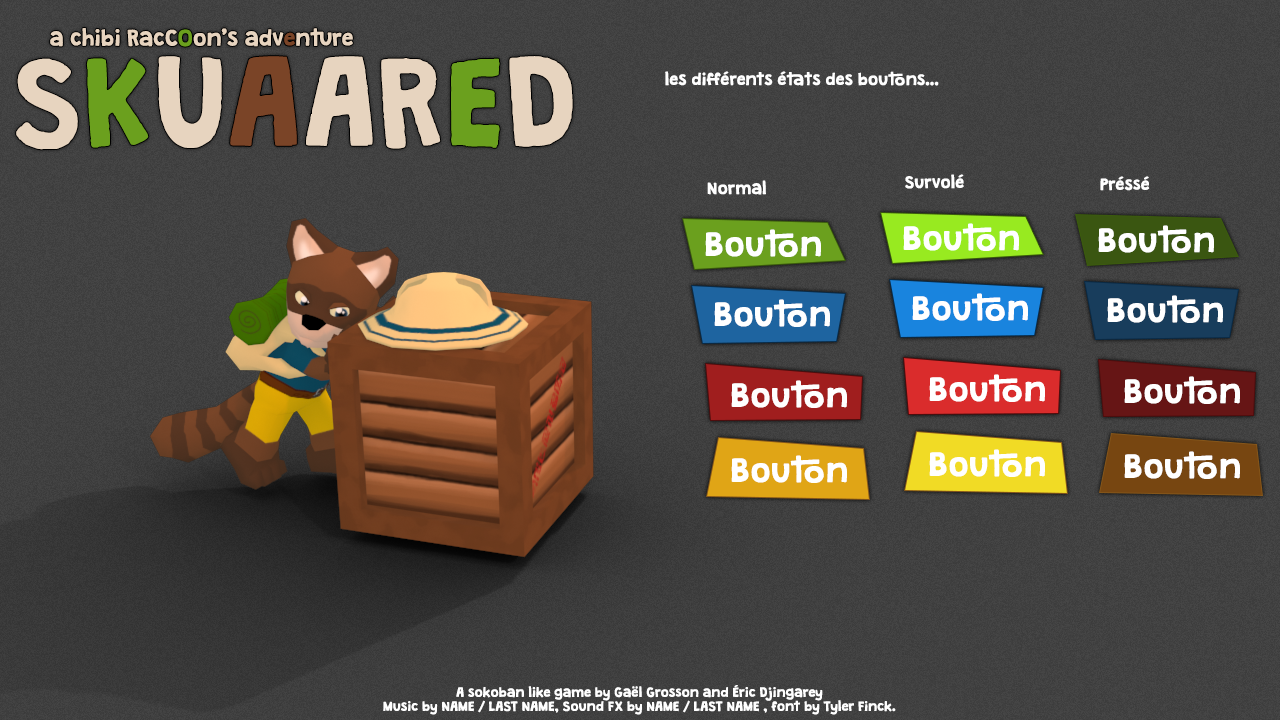 a chibi RacCOon's adventure
SKUAARED
les différents états des boutons...
Normal Survolé Préssé
Bouton Bouton Bouton
Bouton Bouton Bouton
Bouton Bouton Bouton
Bouton Bouton Bouton
A sokoban like game by Gaël Grosson and Éric Djingarey
Music by NAME / LAST NAME, Sound FX by NAME / LAST NAME , font by Tyler Finck.